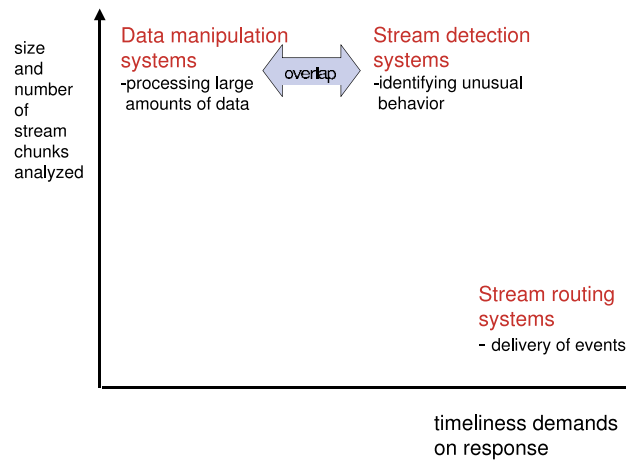 size
and
number
of
stream
chunks
analyzed
Data manipulation
systems
-processing large
amounts of data
overlap
Stream detection
systems
-identifying unusual
behavior
Stream routing
systems
- delivery of events
timeliness demands
on response